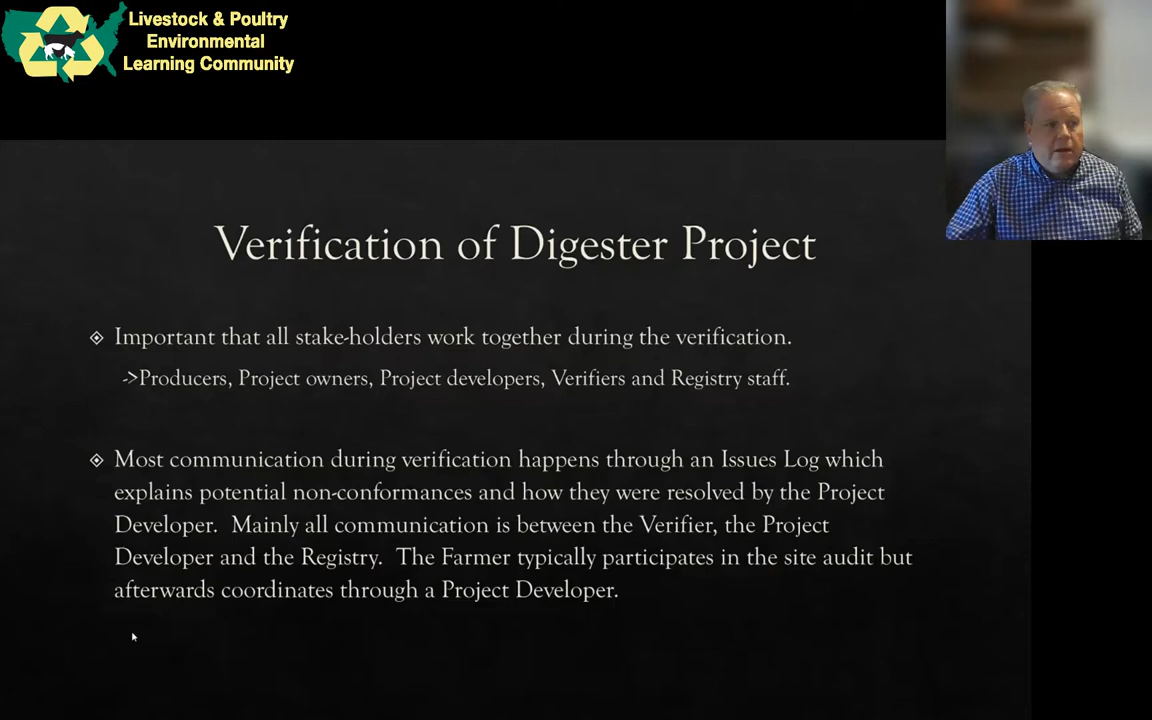 Livestock & Poultry
Environmental
Learning Community
Verification of Digester Project
Important that all stake-holders work together during the verification.
->Producers, Project owners, Project developers, Verifiers and Registry staff.
Most communication during verification happens through an Issues Log which
explains potential non-conformances and how they were resolved by the Project
Developer. Mainly all communication is between the Verifier, the Project
Developer and the Registry. The Farmer typically participates in the site audit but
afterwards coordinates through a Project Developer.